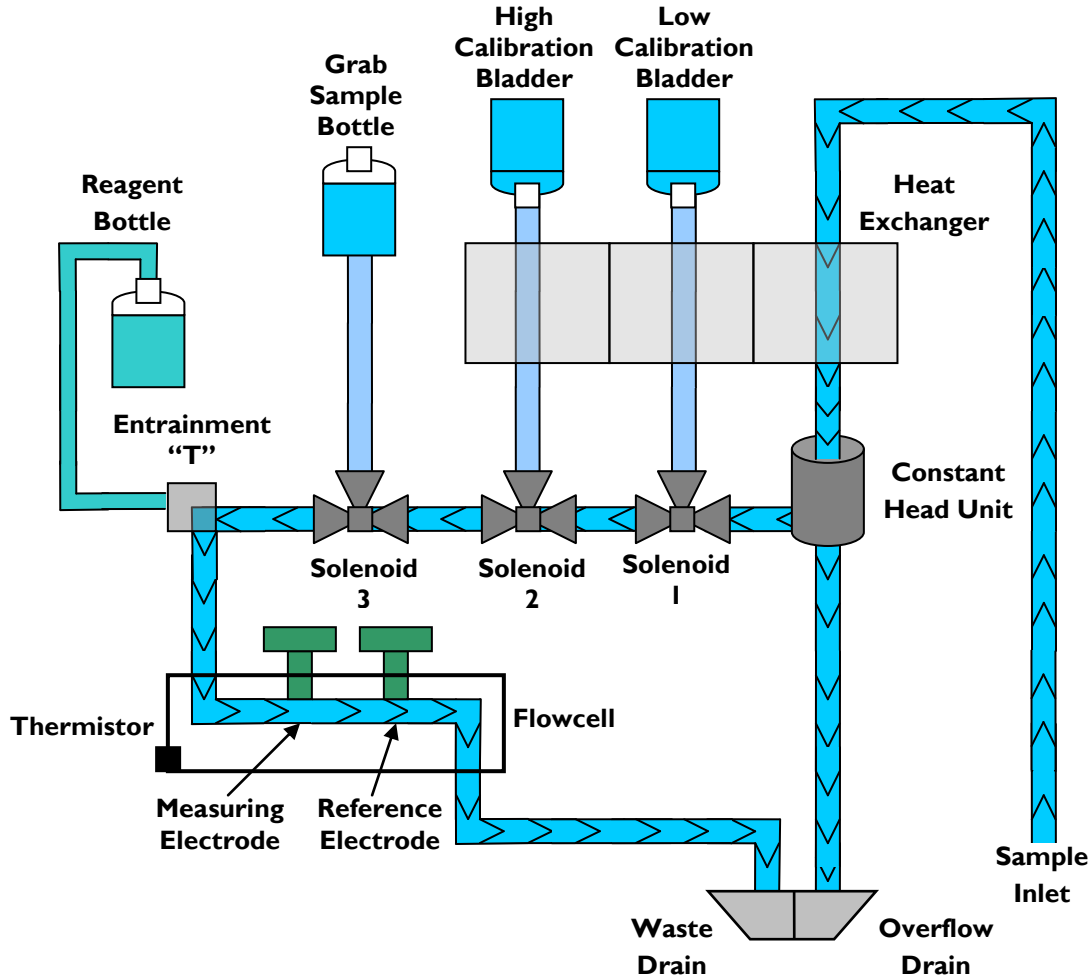 High
Calibration
Bladder
Low
Calibration
Bladder
Grab
Sample
Bottle
Reagent
Bottle
Heat
Exchanger
Entrainment
“T”
Constant
Head Unit
Solenoid
3
Solenoid
2
Solenoid
1
Thermistor
Flowcell
Measuring
Electrode
Reference
Electrode
Sample
Inlet
Waste
Drain
Overflow
Drain